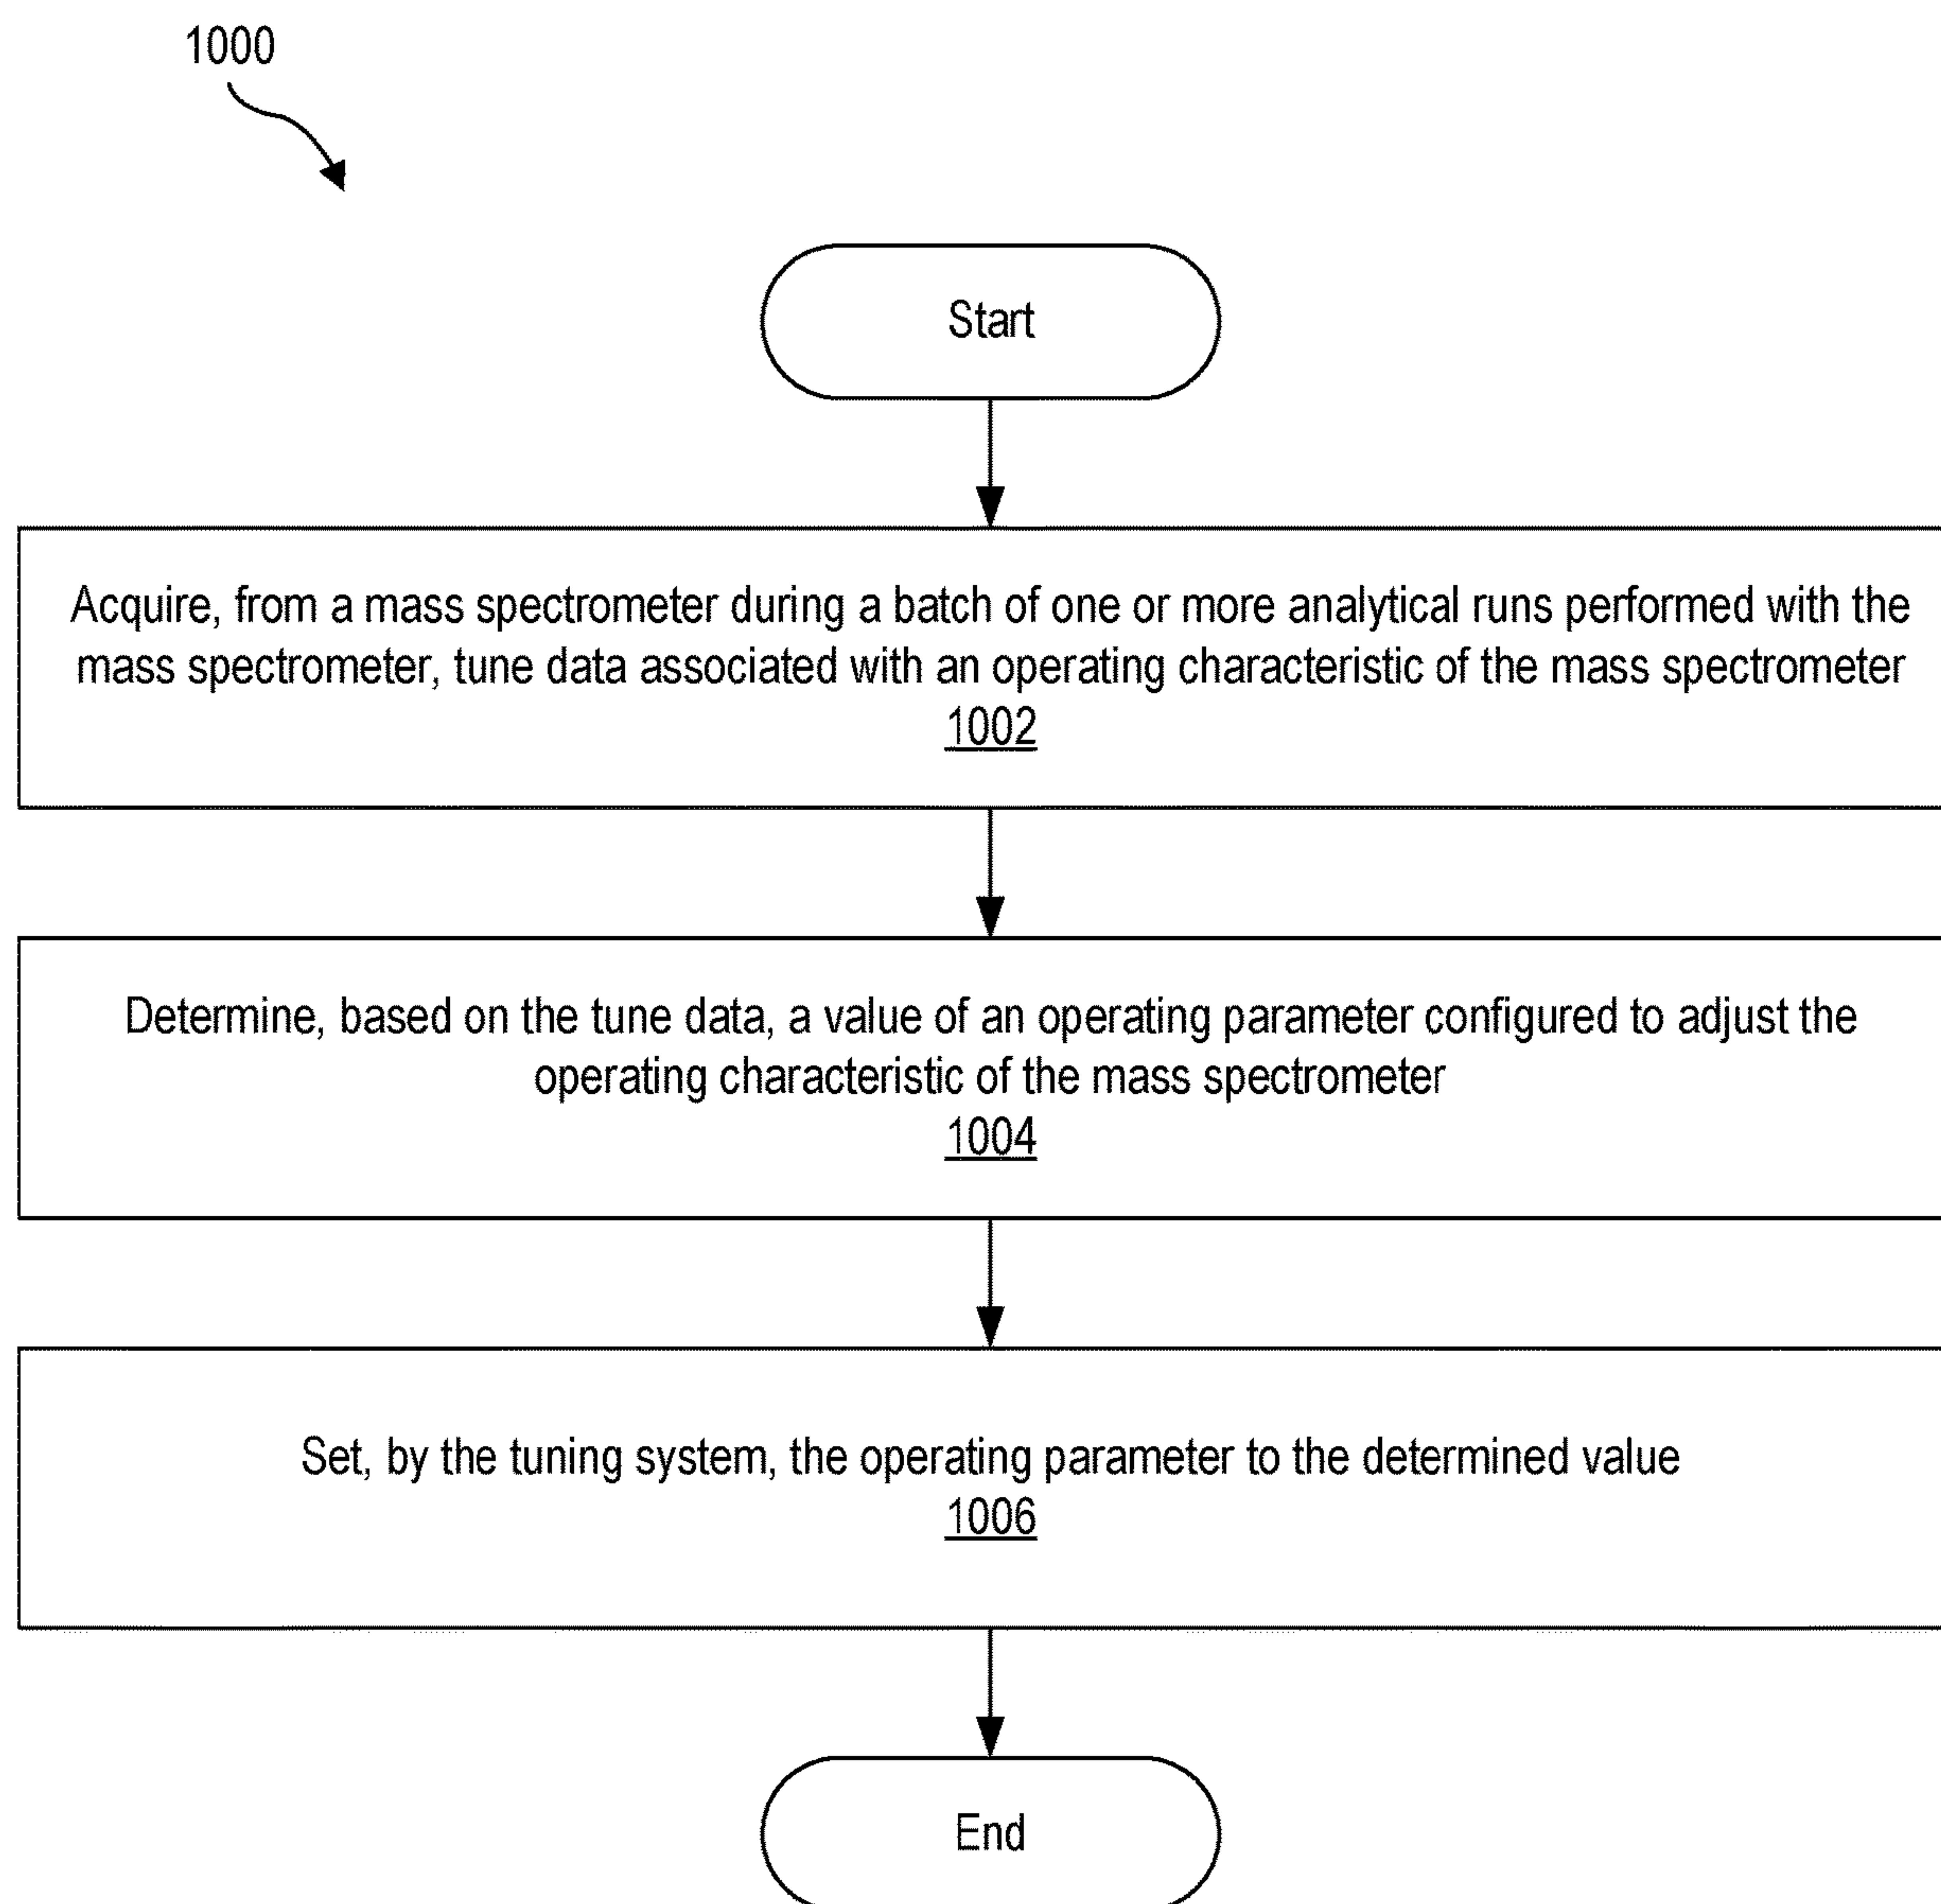 1000
Start
Acquire, from a mass spectrometer during a batch of one or more analytical runs performed with the
mass spectrometer, tune data associated with an operating characteristic of the mass spectrometer
1002
Determine, based on the tune data, a value of an operating parameter configured to adjust the
operating characteristic of the mass spectrometer
1004
Set, by the tuning system, the operating parameter to the determined value
1006
End